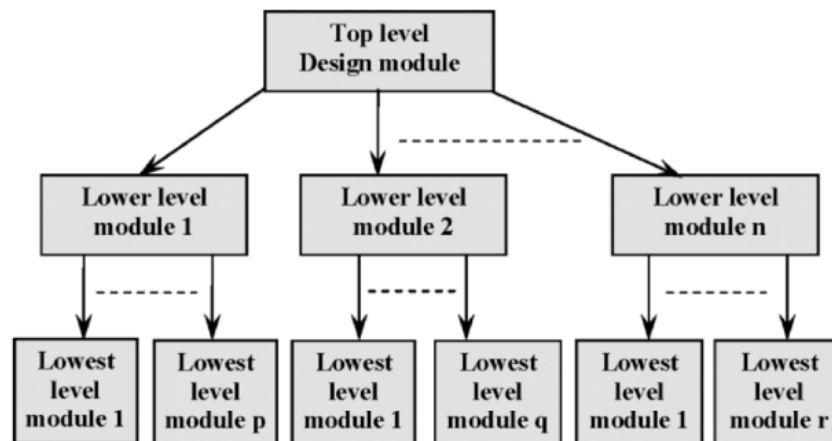 Top level
Design module
Lower level
module 1
Lower level
module 2
Lower level
module n
Lowest
level
module 1
Lowest
level
module p
Lowest
level
module 1
Lowest
level
module q
Lowest
level
module 1
Lowest
level
module r